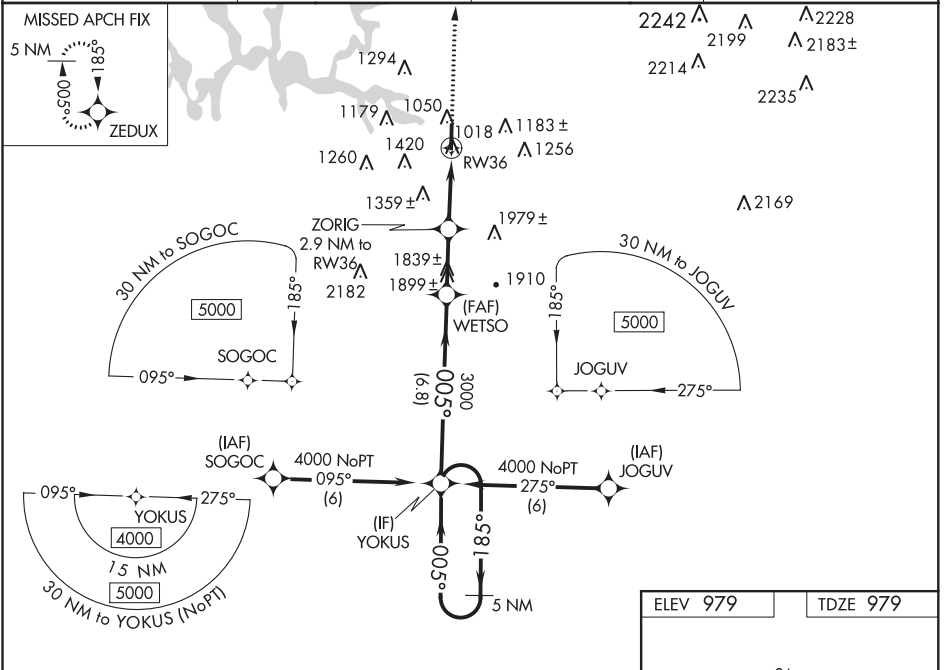 MISSED APCH FIX
5 NM
185°
005°
ZEDUX
1294
2242
2199
2228
2183±
2214
2235
1179
1050
1018
1183±
1260
1420
RW36
1256
1359±
2169
ZORIG
2.9 NM to
RW36
1979±
1839±
2182
1899±
1910
(FAF)
WETSO
30 NM to SOGOC
5000
185°
SOGOC
095°
30 NM to JOGUV
5000
185°
JOGUV
275°
3000
005°
(6.8)
(IAF)
SOGOC
4000 NoPT
095°
(6)
4000 NoPT
275°
(6)
(IAF)
JOGUV
(IF)
YOKUS
095°
275°
YOKUS
4000
15 NM
5000
30 NM to YOKUS (NoPT)
005°
185°
5 NM
ELEV 979
TDZE 979